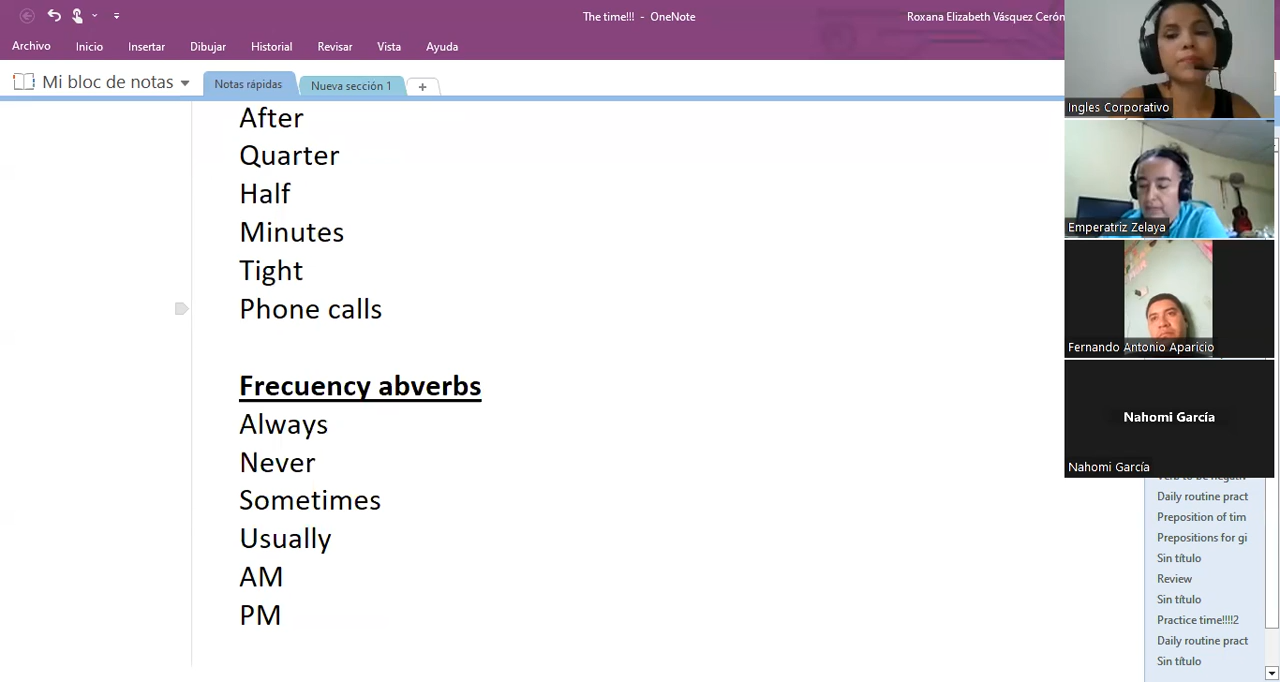 The time!!! - OneNote
Roxana Elizabeth Vásquez Cerón
Archivo Inicio Insertar Dibujar Historial Revisar Vista Ayuda
Mi bloc de notas Notas rápidas Nueva sección 1 +
After
Quarter
Half
Minutes
Tight
Phone calls
Frecuency abverbs
Always
Never
Sometimes
Usually
AM
PM
Ingles Corporativo
Emperatriz Zelaya
Fernando Antonio Aparicio
Nahomi García
Nahomi García
Daily routine pract
Preposition of tim
Prepositions for gi
Sin título
Review
Sin título
Practice time!!!!2
Daily routine pract
Sin título